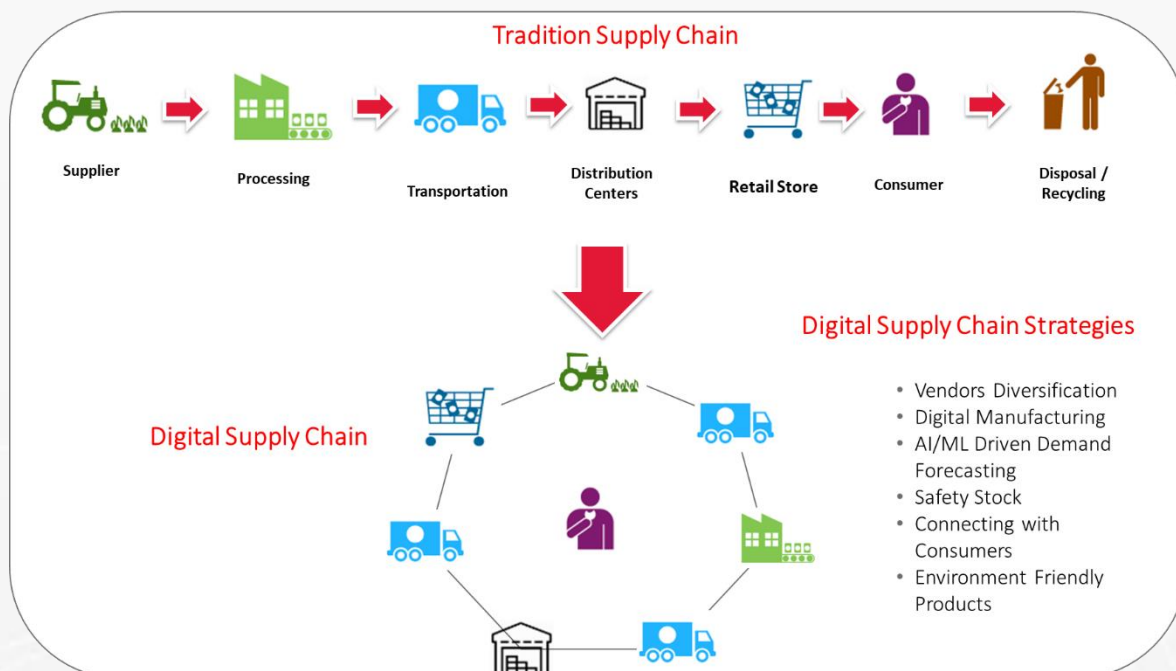 Tradition Supply Chain
Supplier
Processing
Transportation
Distribution
Centers
Retail Store
Consumer
Disposal /
Recycling
Digital Supply Chain Strategies
• Vendors Diversification
• Digital Manufacturing
• AI/ML Driven Demand
Forecasting
• Safety Stock
• Connecting with
Consumers
• Environment Friendly
Products
Digital Supply Chain